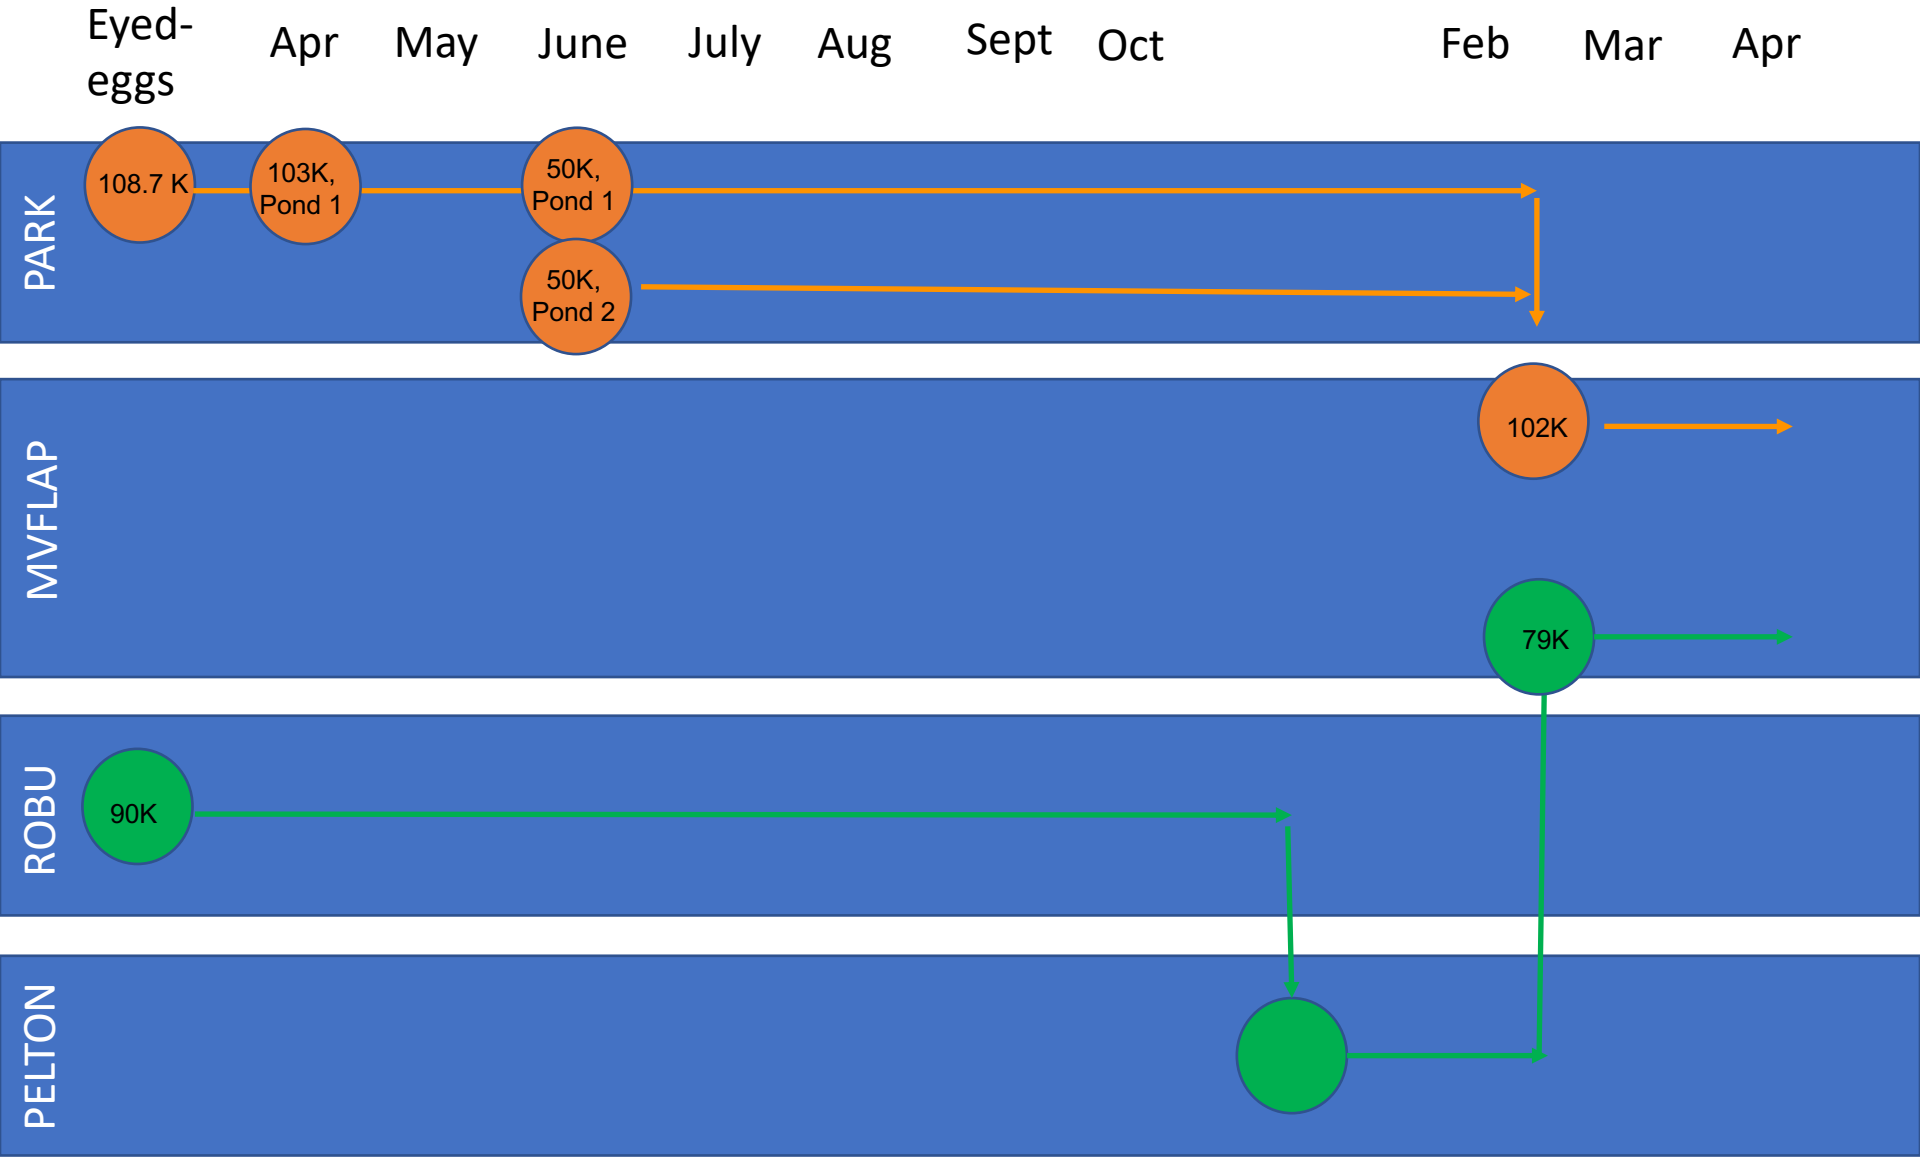 Eyed-
eggs
Apr
May
June
July
Aug
Sept
Oct
Feb
Mar
Apr
PARK
108.7 K
103K,
Pond 1
50K,
Pond 1
50K,
Pond 2
MVFLAP
102K
79K
ROBU
90K
PELTON